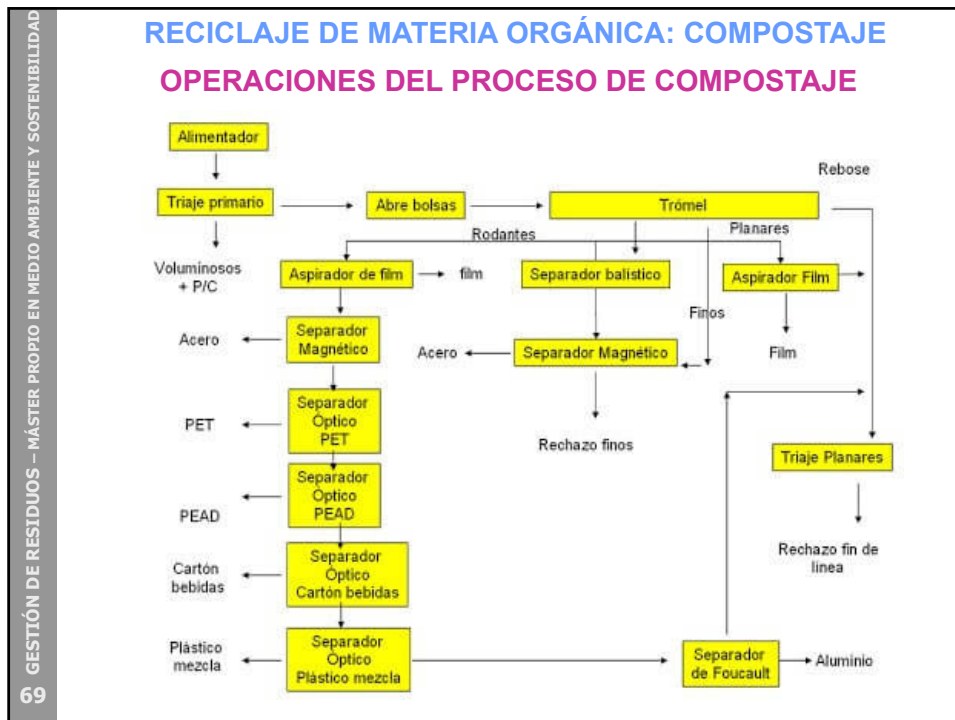 RECICLAJE DE MATERIA ORGÁNICA: COMPOSTAJE
OPERACIONES DEL PROCESO DE COMPOSTAJE
Alimentador
Rebose
Triaje primario
Abre bolsas
Trómel
Rodantes
Planares
Voluminosos
+ P/C
Aspirador de film
film
Separador balístico
Aspirador Film
Finos
Acero
Separador
Magnético
Acero
Separador Magnético
Film
PET
Separador
Óptico
PET
Rechazo finos
Triaje Planares
PEAD
Separador
Óptico
PEAD
Rechazo fin de
linea
Cartón
bebidas
Separador
Óptico
Cartón bebidas
Plástico
mezcla
Separador
Óptico
Plástico mezcla
Separador
de Foucault
Aluminio
GESTIÓN DE RESIDUOS – MÁSTER PROPIO EN MEDIO AMBIENTE Y SOSTENIBILIDAD
69